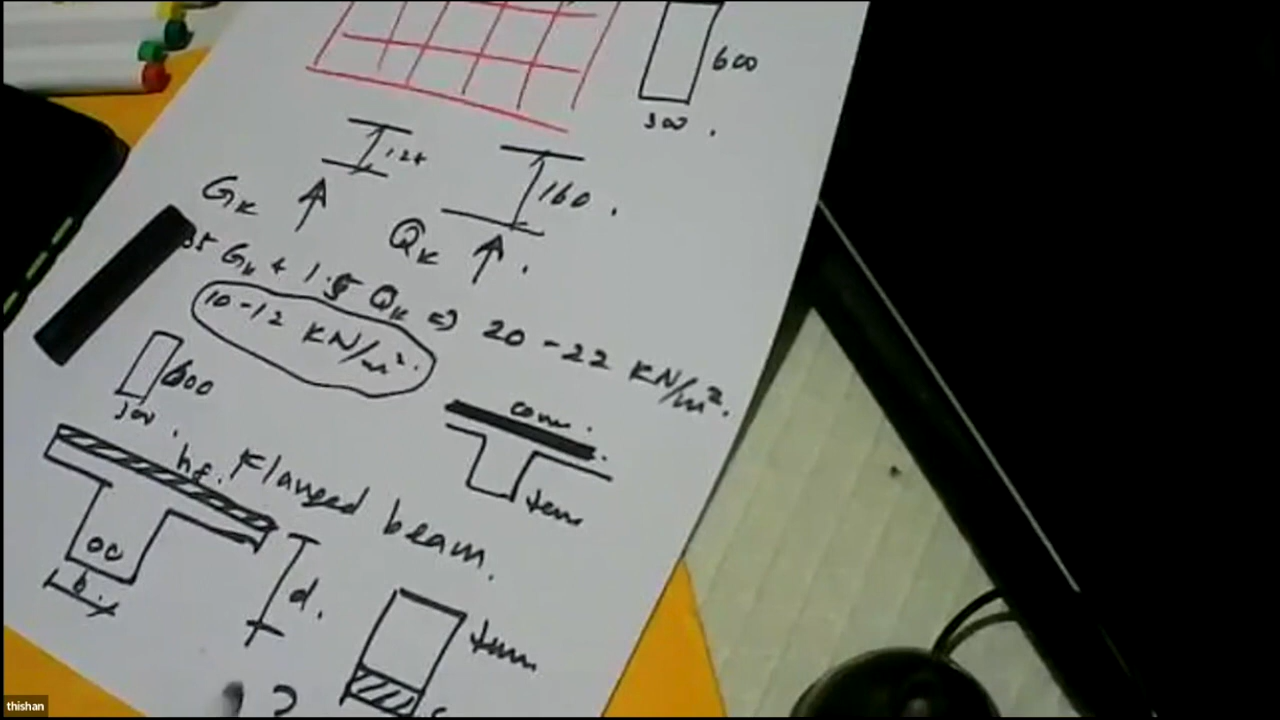 600
300.
125
160.
Gk
Qk
35 Gk + 1.5 Qk => 20-22 KN/m².
10-12 KN/m².
600
300.
com.
hf. Flanged beam.
ten
b
d.
ten
thishan